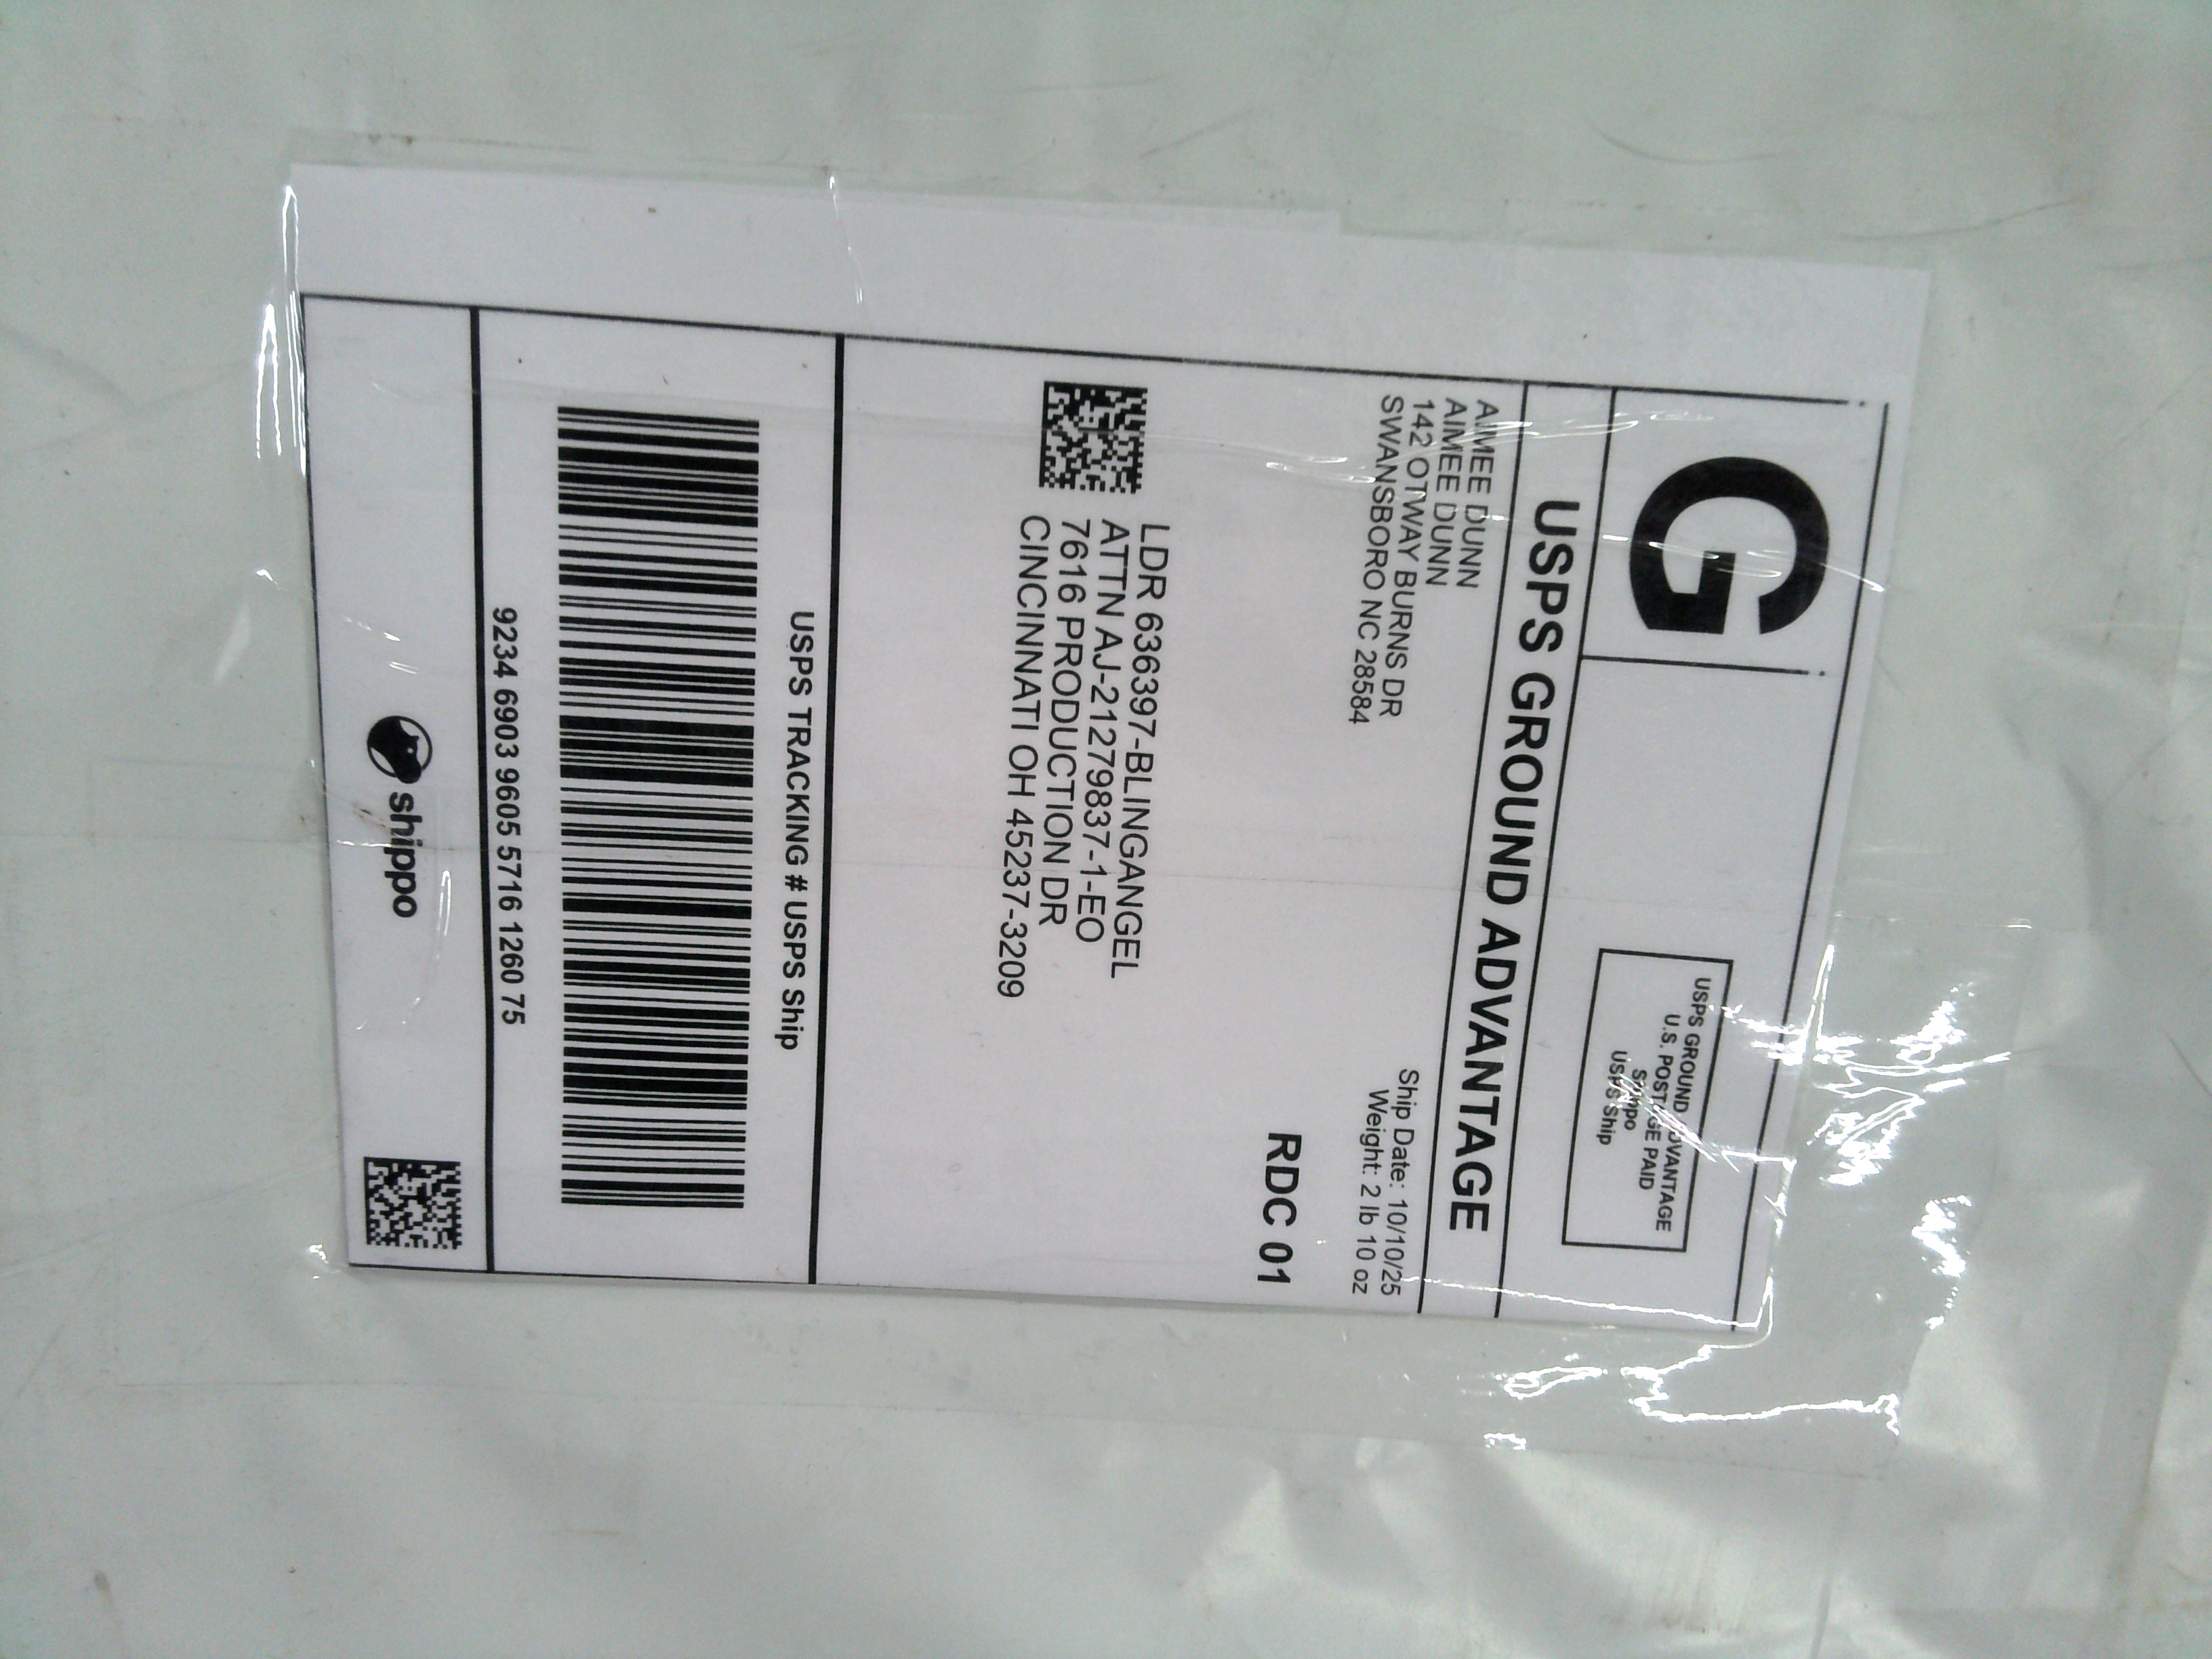 G
USPS GROUND ADVANTAGE
U.S. POSTAGE PAID
Shippo
USPS Ship
USPS GROUND ADVANTAGE
AIMEE DUNN
AIMEE DUNN
142 OTWAY BURNS DR
SWANSBORO NC 28584
Ship Date: 10/10/25
Weight: 2 lb 10 oz
RDC 01
LDR 636397-BLINGANGEL
ATTN AJ-21279837-1-EO
7616 PRODUCTION DR
CINCINNATI OH 45237-3209
USPS TRACKING # USPS Ship
9234 6903 9605 5716 1260 75
shippo